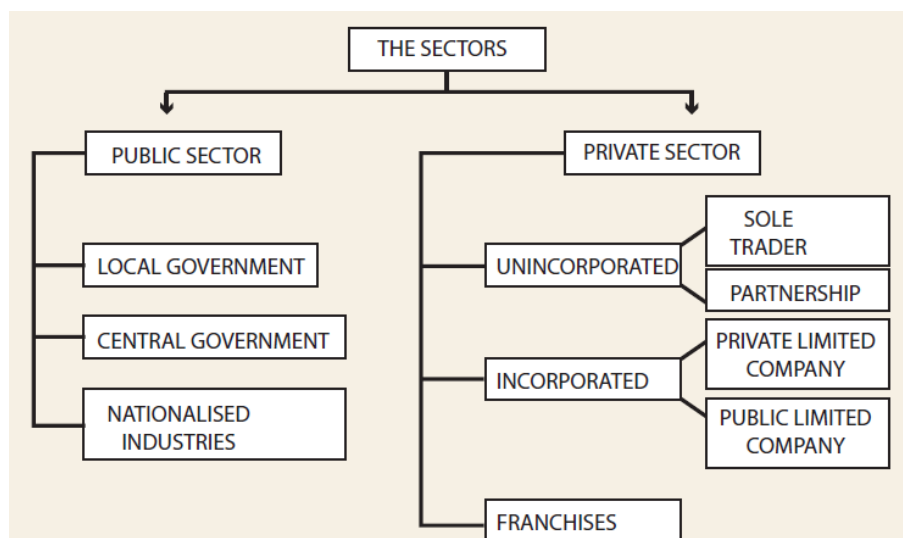 THE SECTORS
PUBLIC SECTOR
LOCAL GOVERNMENT
CENTRAL GOVERNMENT
NATIONALISED
INDUSTRIES
PRIVATE SECTOR
UNINCORPORATED
SOLE
TRADER
PARTNERSHIP
INCORPORATED
PRIVATE LIMITED
COMPANY
PUBLIC LIMITED
COMPANY
FRANCHISES